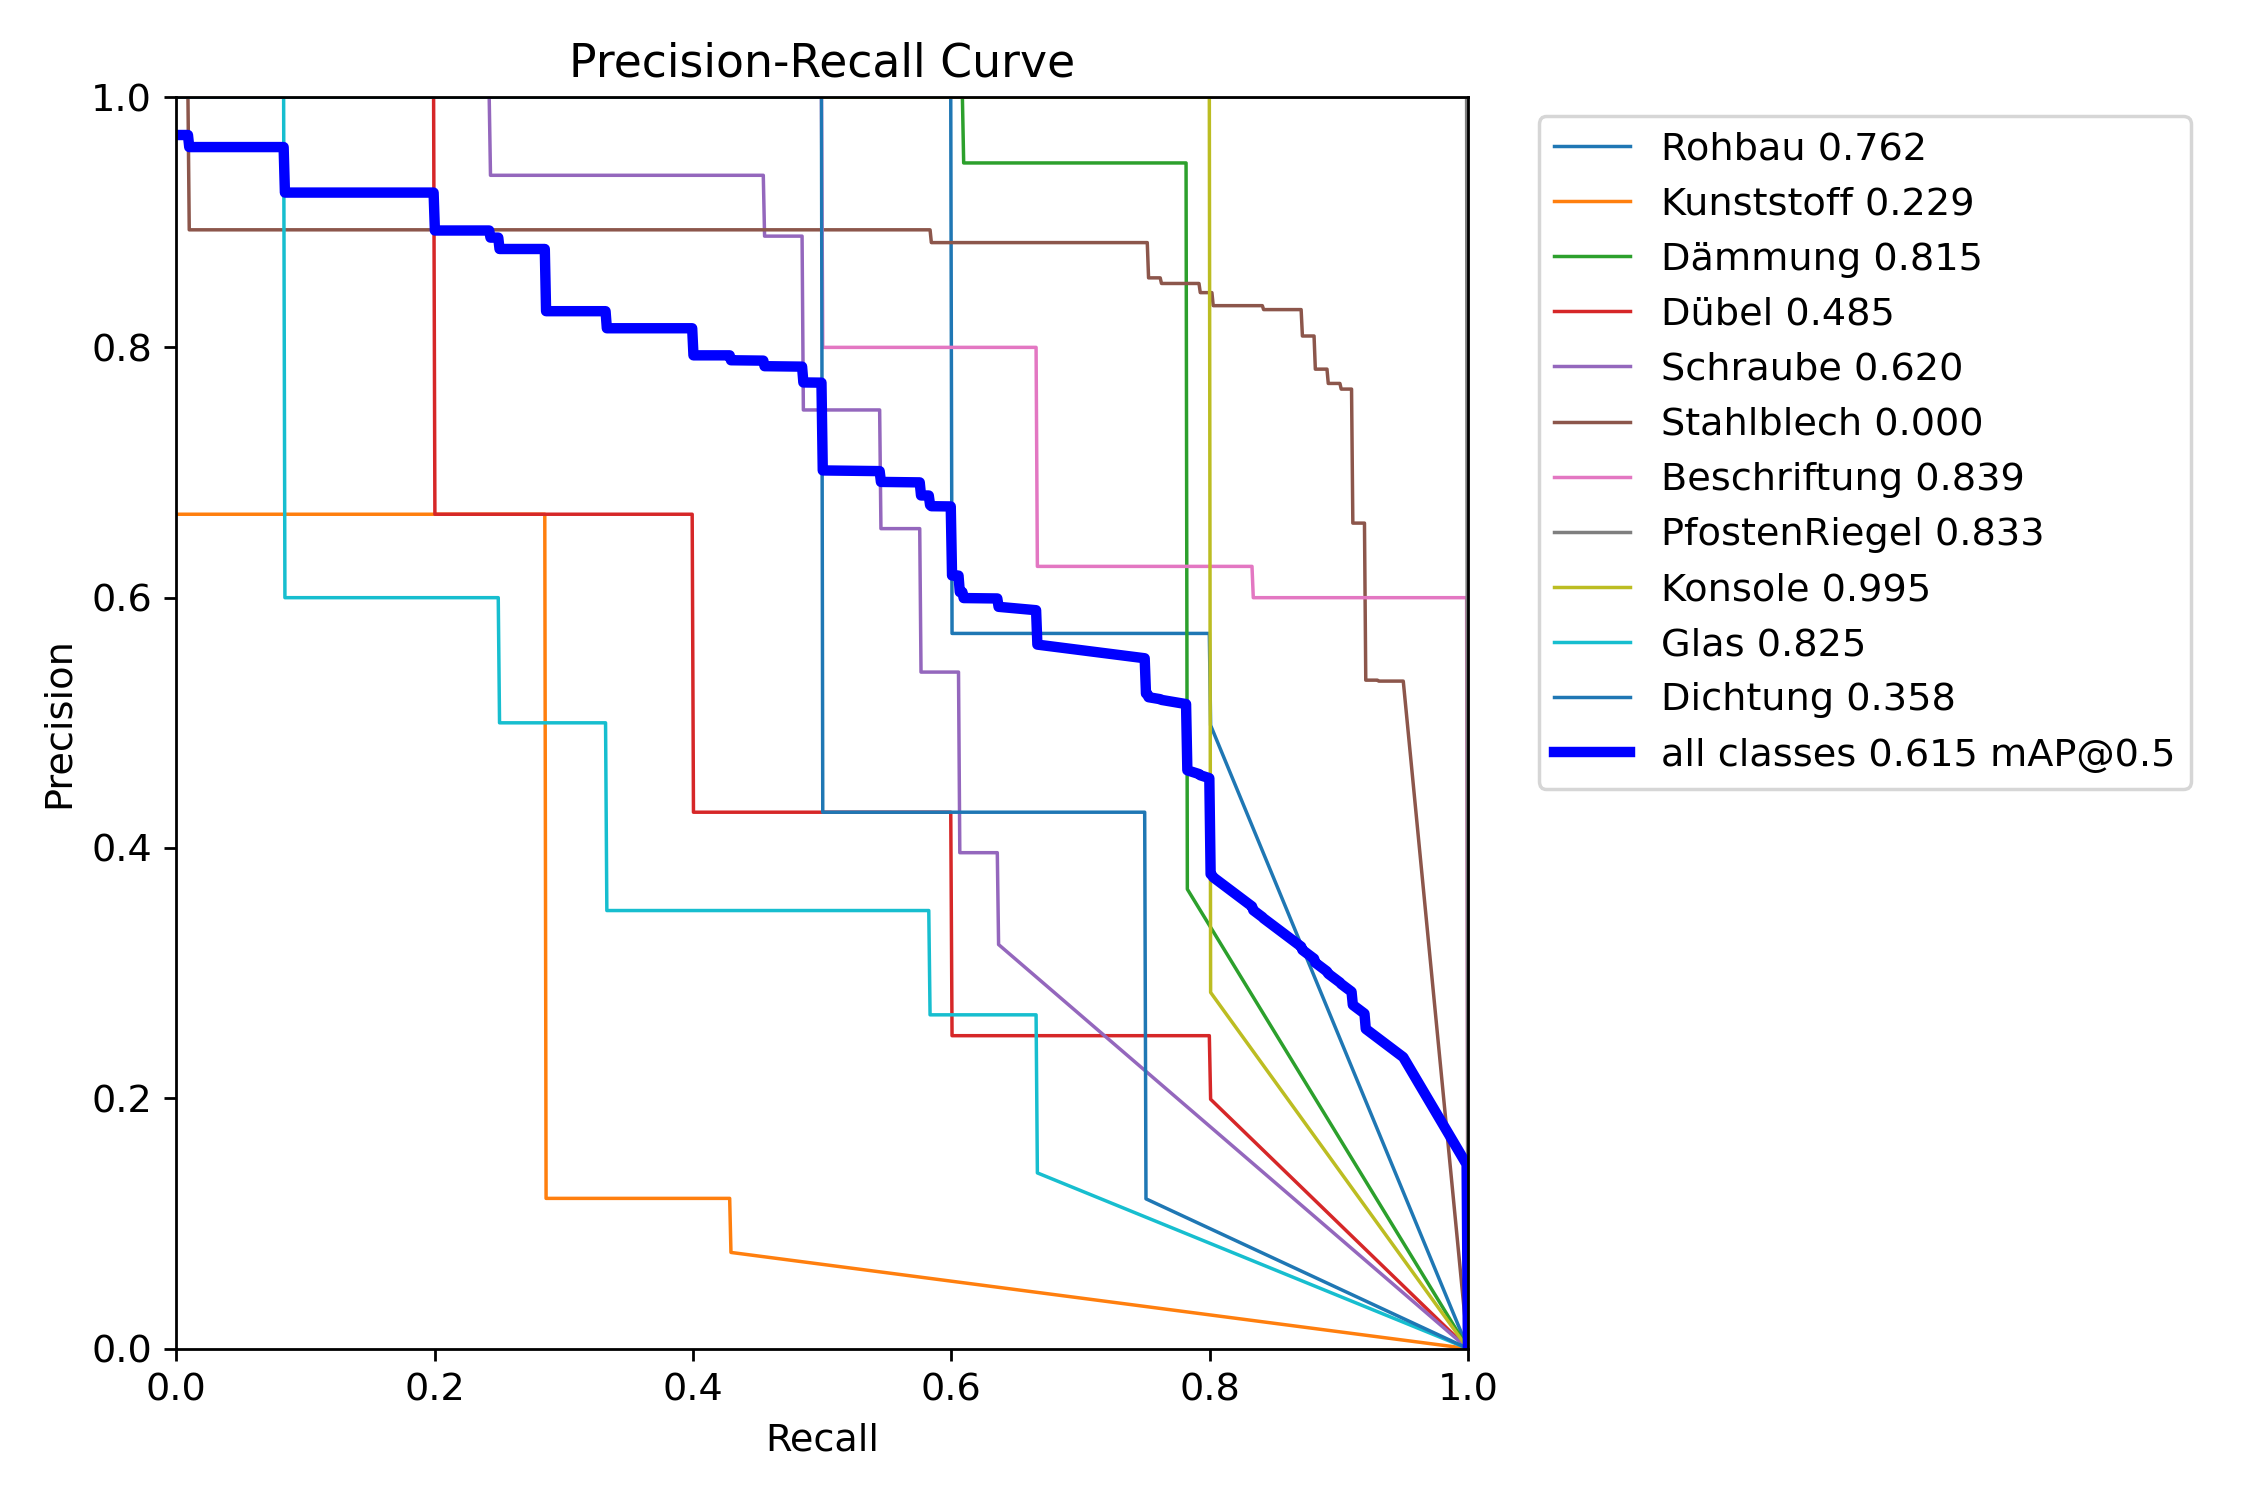 Precision-Recall Curve
1.0
0.8
0.6
0.4
0.2
0.0
Precision
0.0 0.2 0.4 0.6 0.8 1.0
Recall
Rohbau 0.762
Kunststoff 0.229
Dämmung 0.815
Dübel 0.485
Schraube 0.620
Stahlblech 0.000
Beschriftung 0.839
PfostenRiegel 0.833
Konsole 0.995
Glas 0.825
Dichtung 0.358
all classes 0.615 mAP@0.5